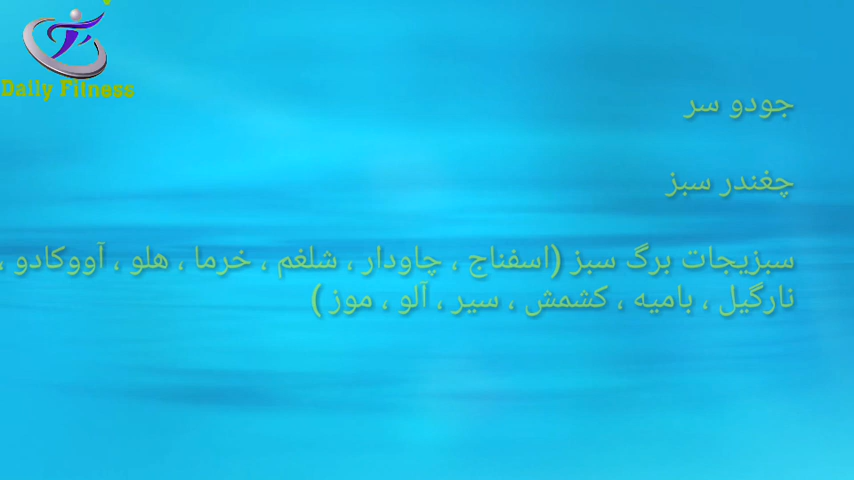 Daily Fitness
جودو سر
چغندر سبز
سبزیجات برگ سبز (اسفناج ، چاودار ، شلغم ، خرما ، هلو ، آووکادو ،
نارگیل ، بامیه ، کشمش ، سیر ، آلو ، موز )